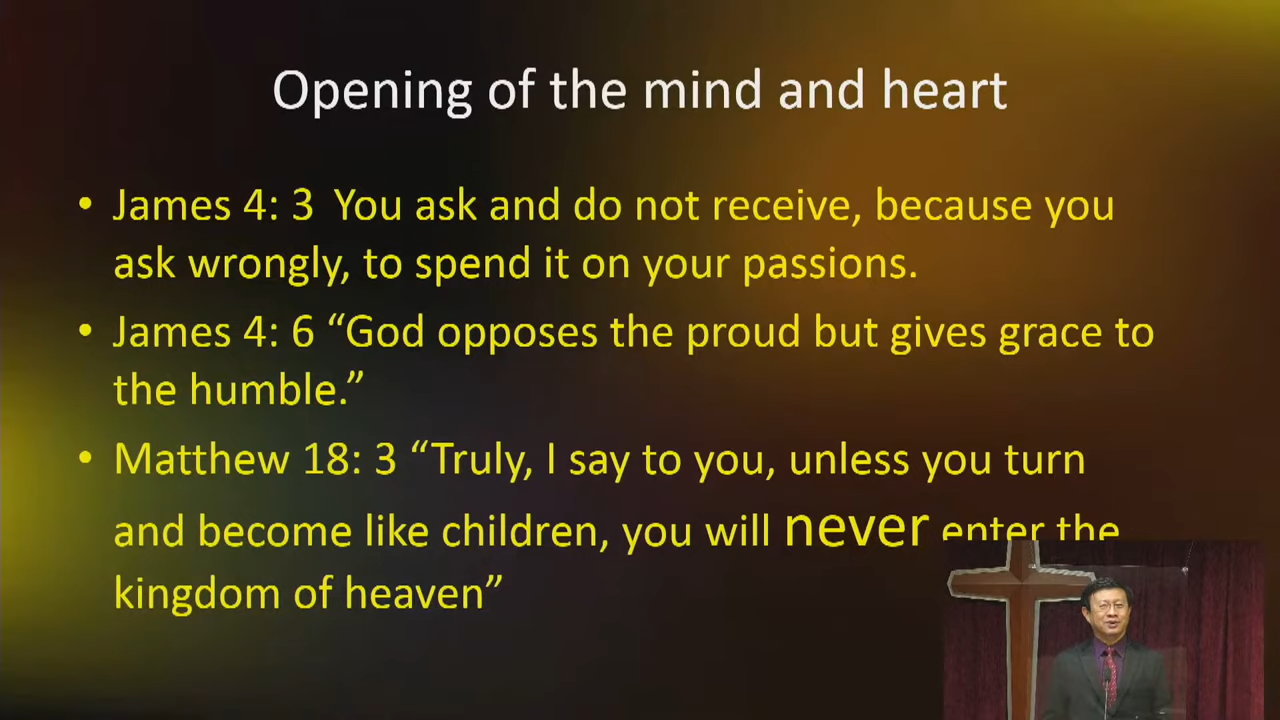 Opening of the mind and heart
• James 4: 3 You ask and do not receive, because you
ask wrongly, to spend it on your passions.
• James 4: 6 “God opposes the proud but gives grace to
the humble.”
• Matthew 18: 3 “Truly, I say to you, unless you turn
and become like children, you will never enter the
kingdom of heaven”